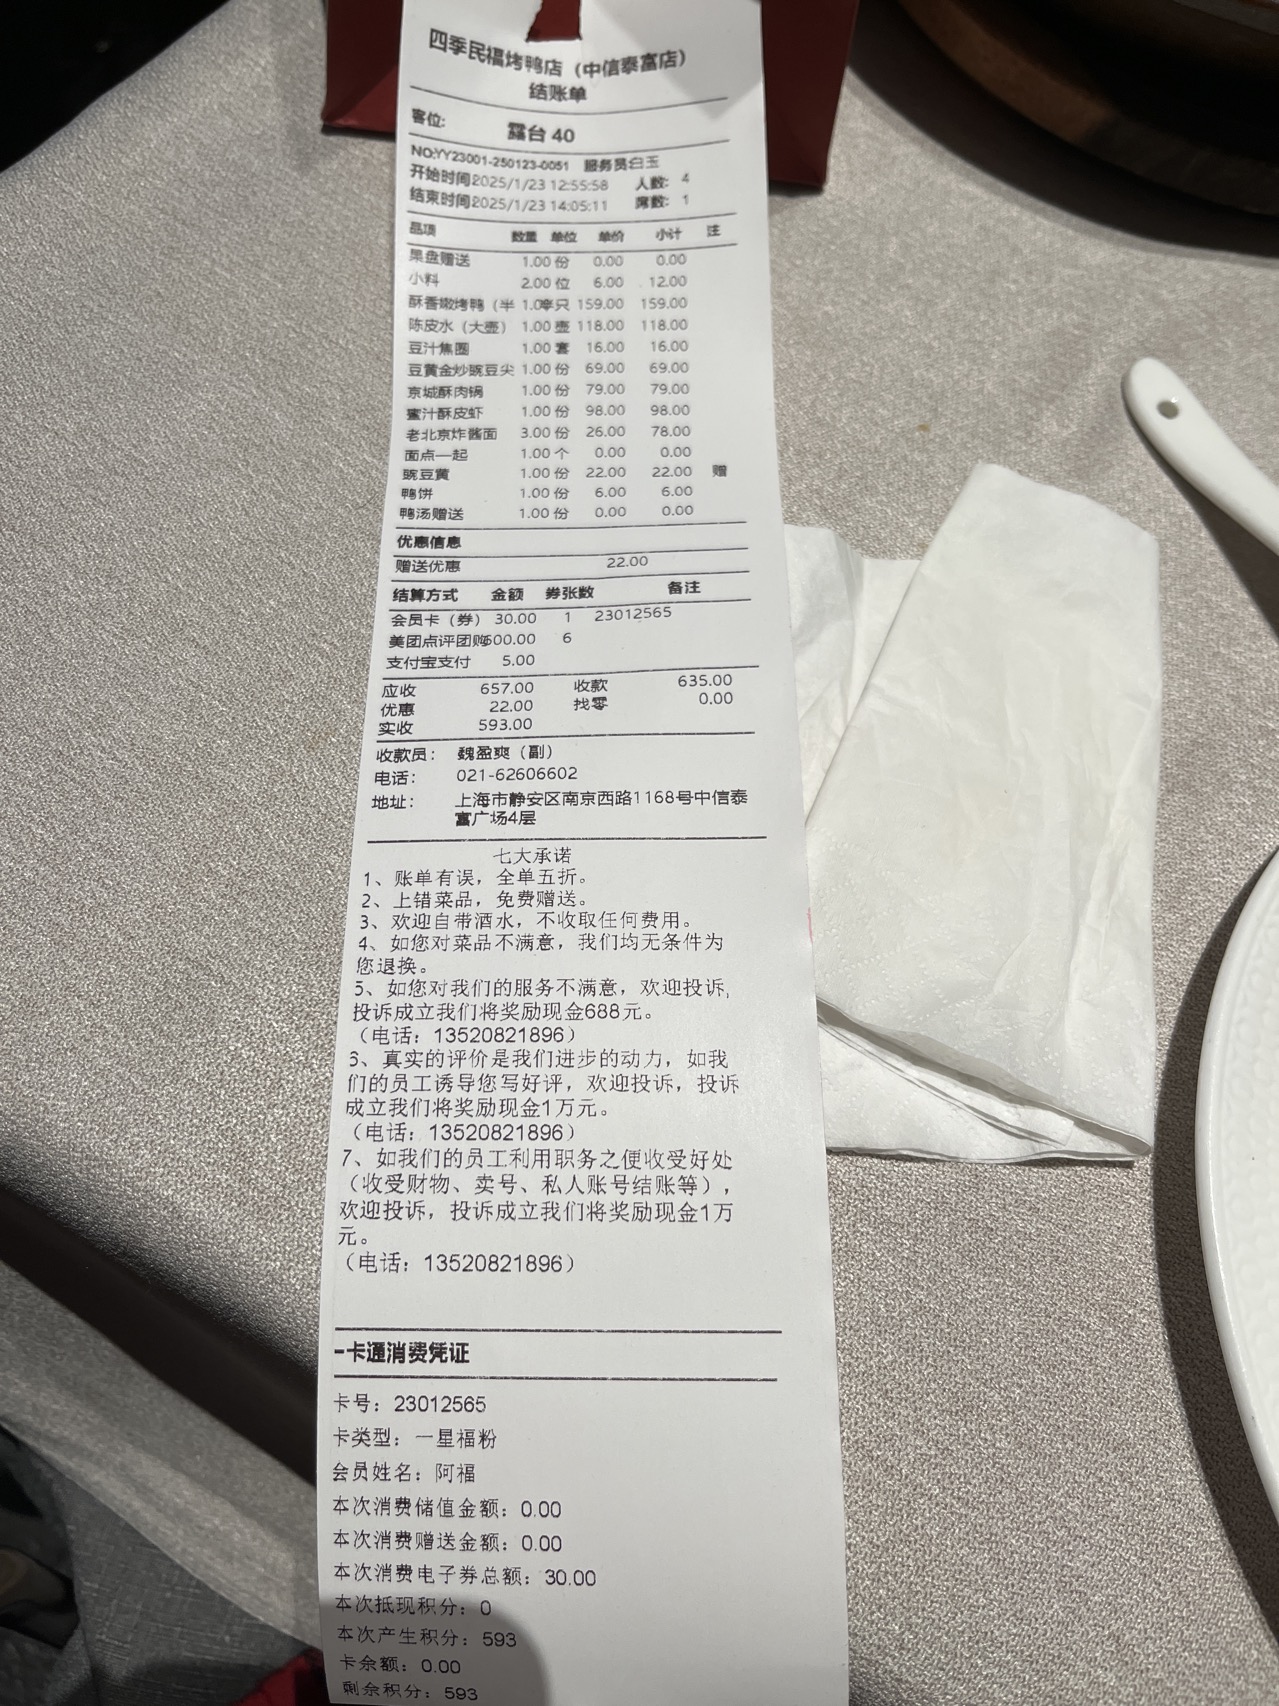 四季民福烤鸭店（中信泰富店）
结账单
客位: 露台 40
NO:YY23001-250123-0051 服务员白玉
开始时间2025/1/23 12:55:58 人数: 4
结束时间2025/1/23 14:05:11 席数: 1
品项 数量 单位 单价 小计 注
果盘赠送 1.00 份 0.00 0.00
小料 2.00 位 6.00 12.00
酥香嫩烤鸭（半 1.00半只 159.00 159.00
陈皮水（大壶） 1.00 壶 118.00 118.00
豆汁焦圈 1.00 套 16.00 16.00
豆黄金炒豌豆尖 1.00 份 69.00 69.00
京城酥肉锅 1.00 份 79.00 79.00
蜜汁酥皮虾 1.00 份 98.00 98.00
老北京炸酱面 3.00 份 26.00 78.00
面点一起 1.00 个 0.00 0.00
豌豆黄 1.00 份 22.00 22.00 赠
鸭饼 1.00 份 6.00 6.00
鸭汤赠送 1.00 份 0.00 0.00
优惠信息
赠送优惠 22.00
结算方式 金额 券张数 备注
会员卡（券） 30.00 1 23012565
美团点评团购600.00 6
支付宝支付 5.00
应收 657.00 收款 635.00
优惠 22.00 找零 0.00
实收 593.00
收款员： 魏盈爽（副）
电话： 021-62606602
地址： 上海市静安区南京西路1168号中信泰
富广场4层
七大承诺
1、账单有误，全单五折。
2、上错菜品，免费赠送。
3、欢迎自带酒水，不收取任何费用。
4、如您对菜品不满意，我们均无条件为
您退换。
5、如您对我们的服务不满意，欢迎投诉,
投诉成立我们将奖励现金688元。
（电话：13520821896）
6、真实的评价是我们进步的动力，如我
们的员工诱导您写好评，欢迎投诉，投诉
成立我们将奖励现金1万元。
（电话：13520821896）
7、如我们的员工利用职务之便收受好处
（收受财物、卖号、私人账号结账等），
欢迎投诉，投诉成立我们将奖励现金1万
元。
（电话：13520821896）
一卡通消费凭证
卡号：23012565
卡类型：一星福粉
会员姓名：阿福
本次消费储值金额：0.00
本次消费赠送金额：0.00
本次消费电子券总额：30.00
本次抵现积分：0
本次产生积分：593
卡余额：0.00
剩余积分：593